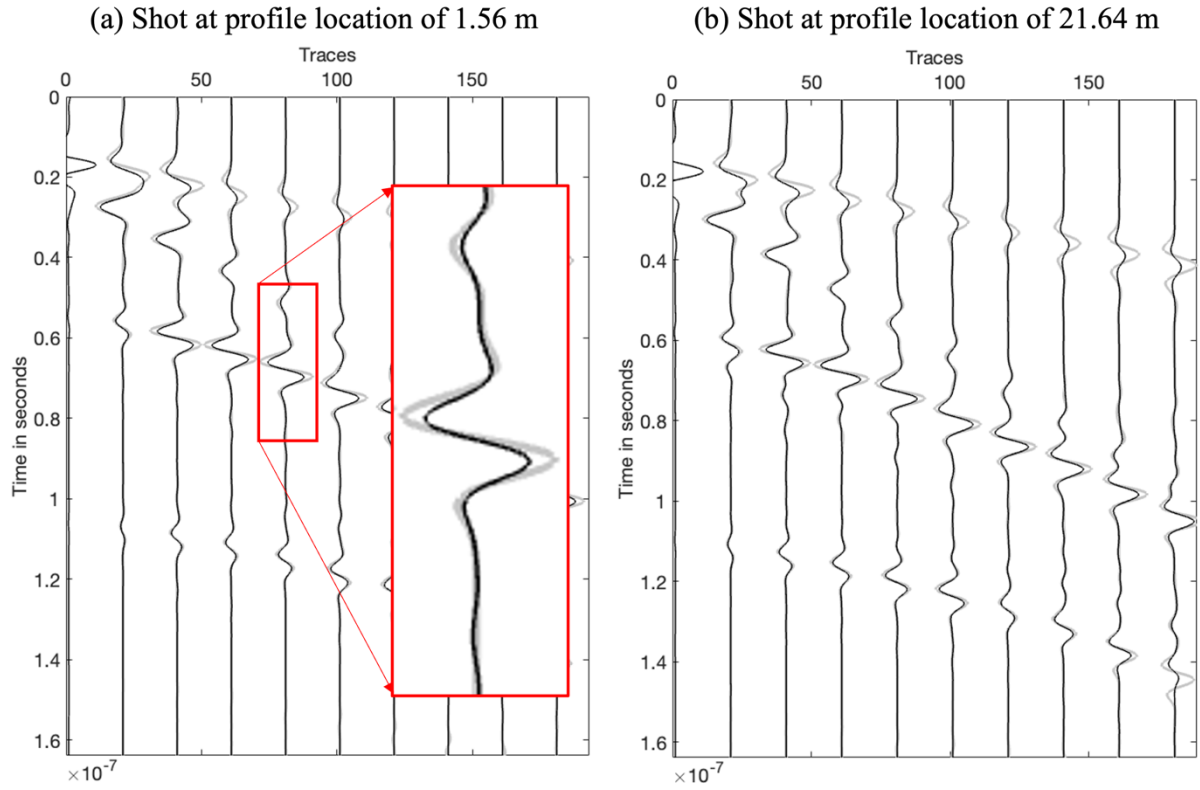 (a) Shot at profile location of 1.56 m
Traces
0 50 100 150
0
0.2
0.4
0.6
0.8
1
1.2
1.4
1.6
Time in seconds
×10-7
(b) Shot at profile location of 21.64 m
Traces
0 50 100 150
0
0.2
0.4
0.6
0.8
1
1.2
1.4
1.6
Time in seconds
×10-7